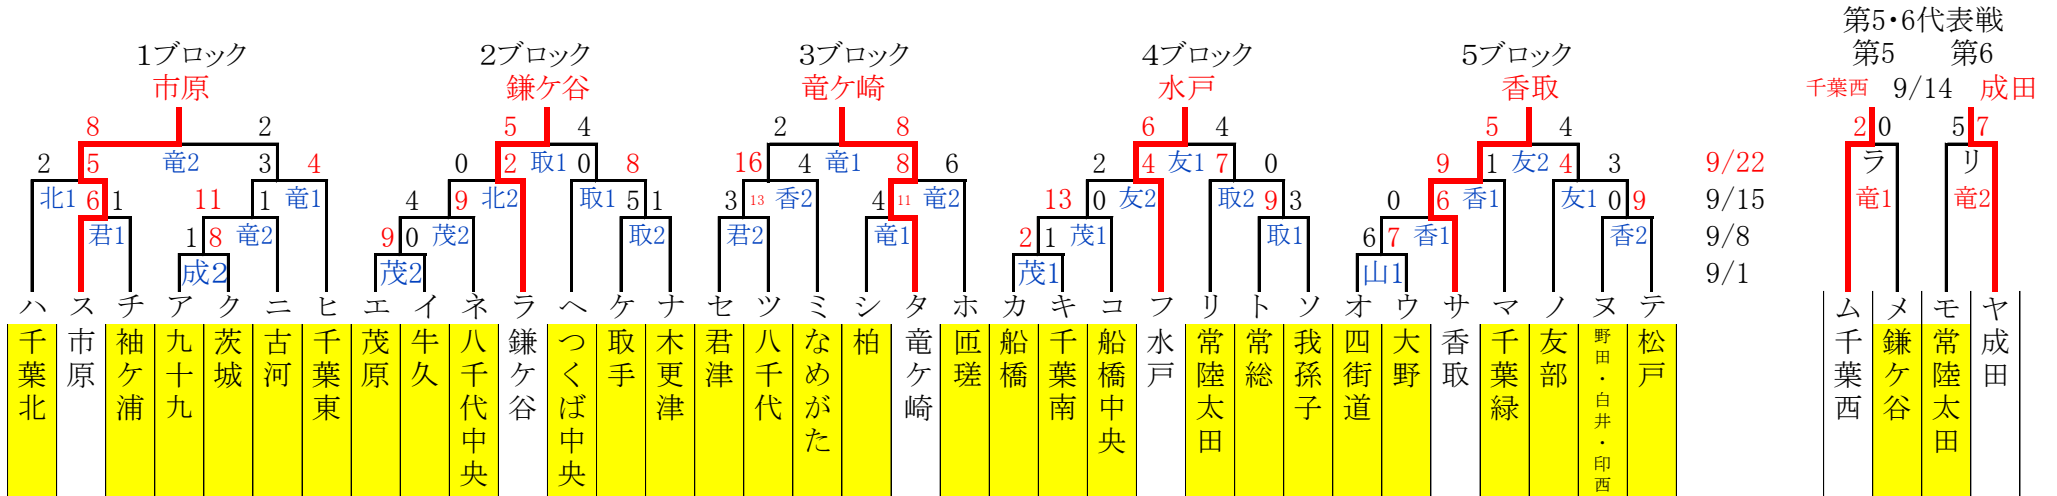 第5・6代表戦
1ブロック 2ブロック 3ブロック 4ブロック 5ブロック 第5 第6
市原 鎌ケ谷 竜ケ崎 水戸 香取 千葉西 9/14 成田
8 2 5 4 2 8 6 4 5 4 2 0 5 7
2 5 竜2 3 4 0 2 取1 0 8 16 4 竜1 8 6 2 4 友1 7 0 9 1 友2 4 3 9/22 ラ リ
北1 6 1 11 1 竜1 4 9 北2 取1 5 1 3 13 香2 4 11 竜2 13 0 友2 取2 9 3 0 6 香1 友1 0 9 9/15 竜1 竜2
君1 1 8 竜2 9 0 茂2 取2 君2 竜1 2 1 茂1 取1 6 7 香1 香2 9/8
成2 茂2 茂1 山1 9/1
ハ ス チ ア ク ニ ヒ エ イ ネ ラ ヘ ケ ナ セ ツ ミ シ タ ホ カ キ コ フ リ ト ソ オ ウ サ マ ノ ヌ テ ム メ モ ヤ
千葉北
市原
袖ケ浦
九十九
茨城
古河
千葉東
茂原
牛久
八千代中央
鎌ケ谷
つくば中央
取手
木更津
君津
八千代
なめがた
柏
竜ケ崎
匝瑳
船橋
千葉南
船橋中央
水戸
常陸太田
常総
我孫子
四街道
大野
香取
千葉緑
友部
野田・白井・印西
松戸
千葉西
鎌ケ谷
常陸太田
成田